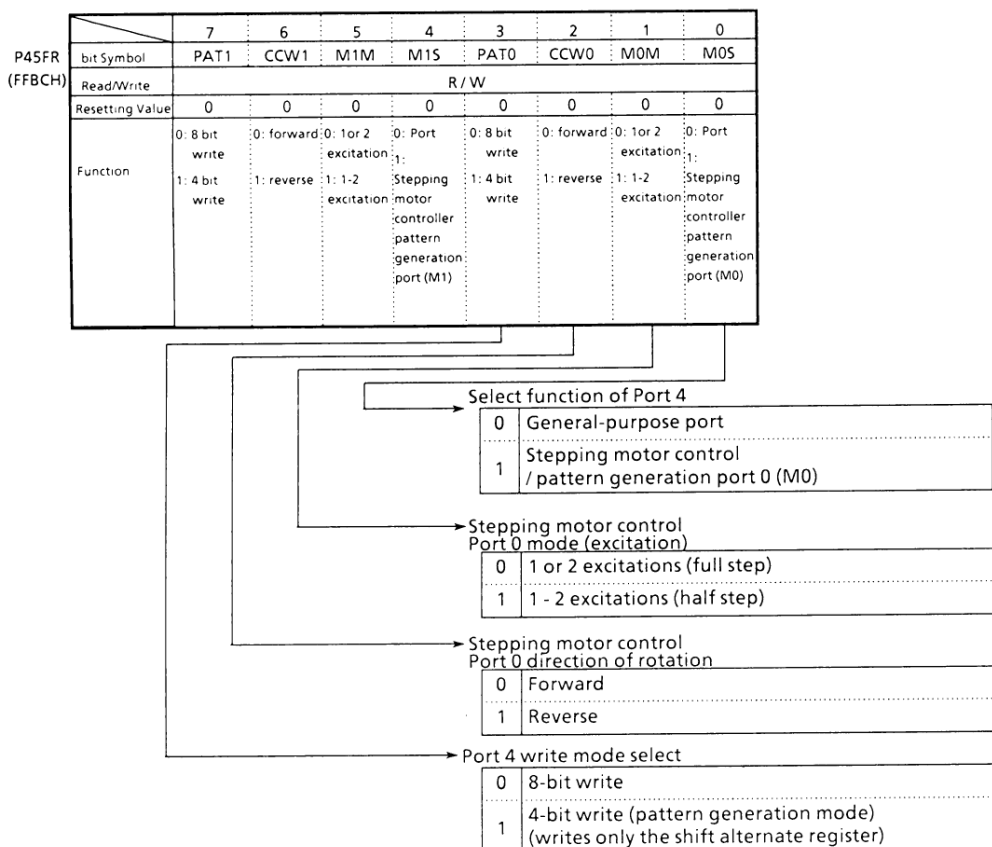 7 6 5 4 3 2 1 0
P45FR
(FFBCH)
bit Symbol PAT1 CCW1 M1M M1S PAT0 CCW0 M0M M0S
Read/Write R / W
Resetting Value 0 0 0 0 0 0 0 0
Function
0: 8 bit write
1: 4 bit write
0: forward
1: reverse
0: 1or 2 excitation
1: 1-2 excitation
0: Port
1:
Stepping
motor
controller
pattern
generation
port (M1)
0: 8 bit write
1: 4 bit write
0: forward
1: reverse
0: 1or 2 excitation
1: 1-2 excitation
0: Port
1:
Stepping
motor
controller
pattern
generation
port (M0)
Select function of Port 4
0 General-purpose port
1 Stepping motor control
/ pattern generation port 0 (M0)
Stepping motor control
Port 0 mode (excitation)
0 1 or 2 excitations (full step)
1 1 - 2 excitations (half step)
Stepping motor control
Port 0 direction of rotation
0 Forward
1 Reverse
Port 4 write mode select
0 8-bit write
1 4-bit write (pattern generation mode)
(writes only the shift alternate register)